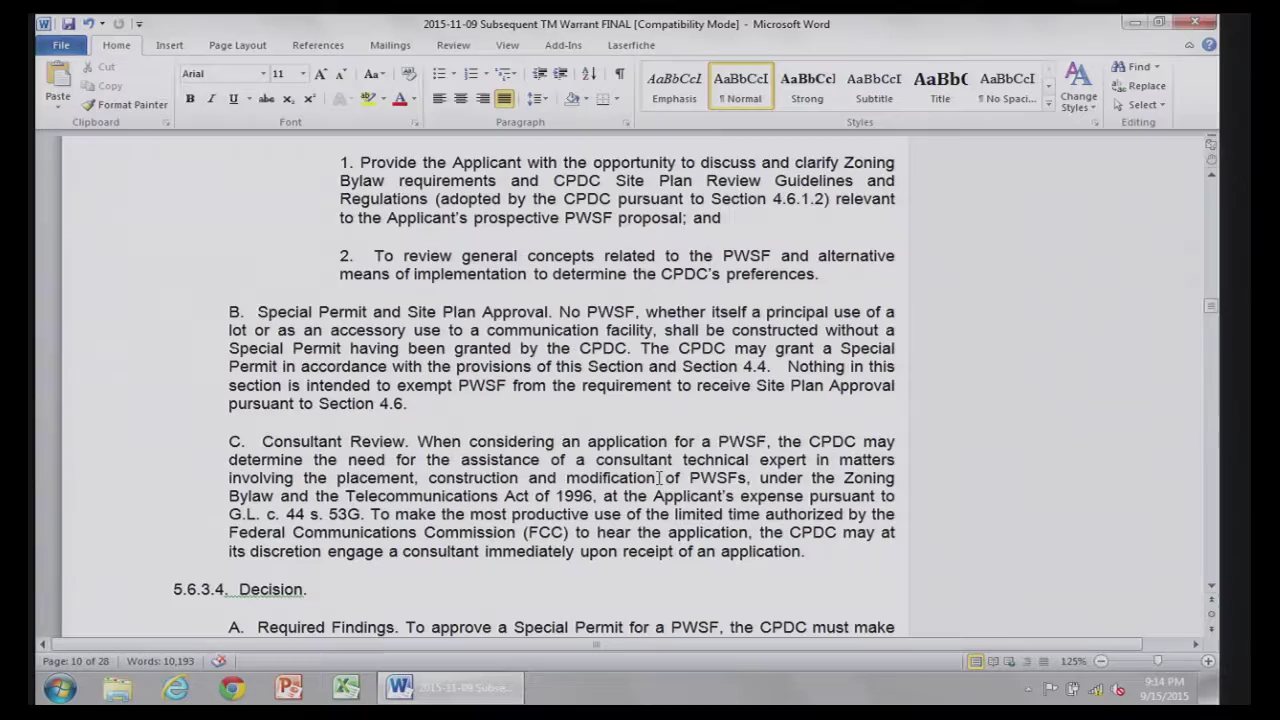 2015-11-09 Subsequent TM Warrant FINAL [Compatibility Mode] - Microsoft Word
File Home Insert Page Layout References Mailings Review View Add-Ins Laserfiche
Paste
Cut
Copy
Format Painter
Clipboard
Arial 11
Font
Paragraph
AaBbCcI AaBbCcI AaBbCcI AaBbCcI AaBb( AaBbCcI
Emphasis ¶ Normal Strong Subtitle Title ¶ No Spaci...
Change Styles
Styles
Find
Replace
Select
Editing
1. Provide the Applicant with the opportunity to discuss and clarify Zoning
Bylaw requirements and CPDC Site Plan Review Guidelines and
Regulations (adopted by the CPDC pursuant to Section 4.6.1.2) relevant
to the Applicant's prospective PWSF proposal; and
2. To review general concepts related to the PWSF and alternative
means of implementation to determine the CPDC's preferences.
B. Special Permit and Site Plan Approval. No PWSF, whether itself a principal use of a
lot or as an accessory use to a communication facility, shall be constructed without a
Special Permit having been granted by the CPDC. The CPDC may grant a Special
Permit in accordance with the provisions of this Section and Section 4.4. Nothing in this
section is intended to exempt PWSF from the requirement to receive Site Plan Approval
pursuant to Section 4.6.
C. Consultant Review. When considering an application for a PWSF, the CPDC may
determine the need for the assistance of a consultant technical expert in matters
involving the placement, construction and modification of PWSFs, under the Zoning
Bylaw and the Telecommunications Act of 1996, at the Applicant's expense pursuant to
G.L. c. 44 s. 53G. To make the most productive use of the limited time authorized by the
Federal Communications Commission (FCC) to hear the application, the CPDC may at
its discretion engage a consultant immediately upon receipt of an application.
5.6.3.4. Decision.
A. Required Findings. To approve a Special Permit for a PWSF, the CPDC must make
Page: 10 of 28 Words: 10,193 125%
2015-11-09 Subse...
9:14 PM
9/15/2015